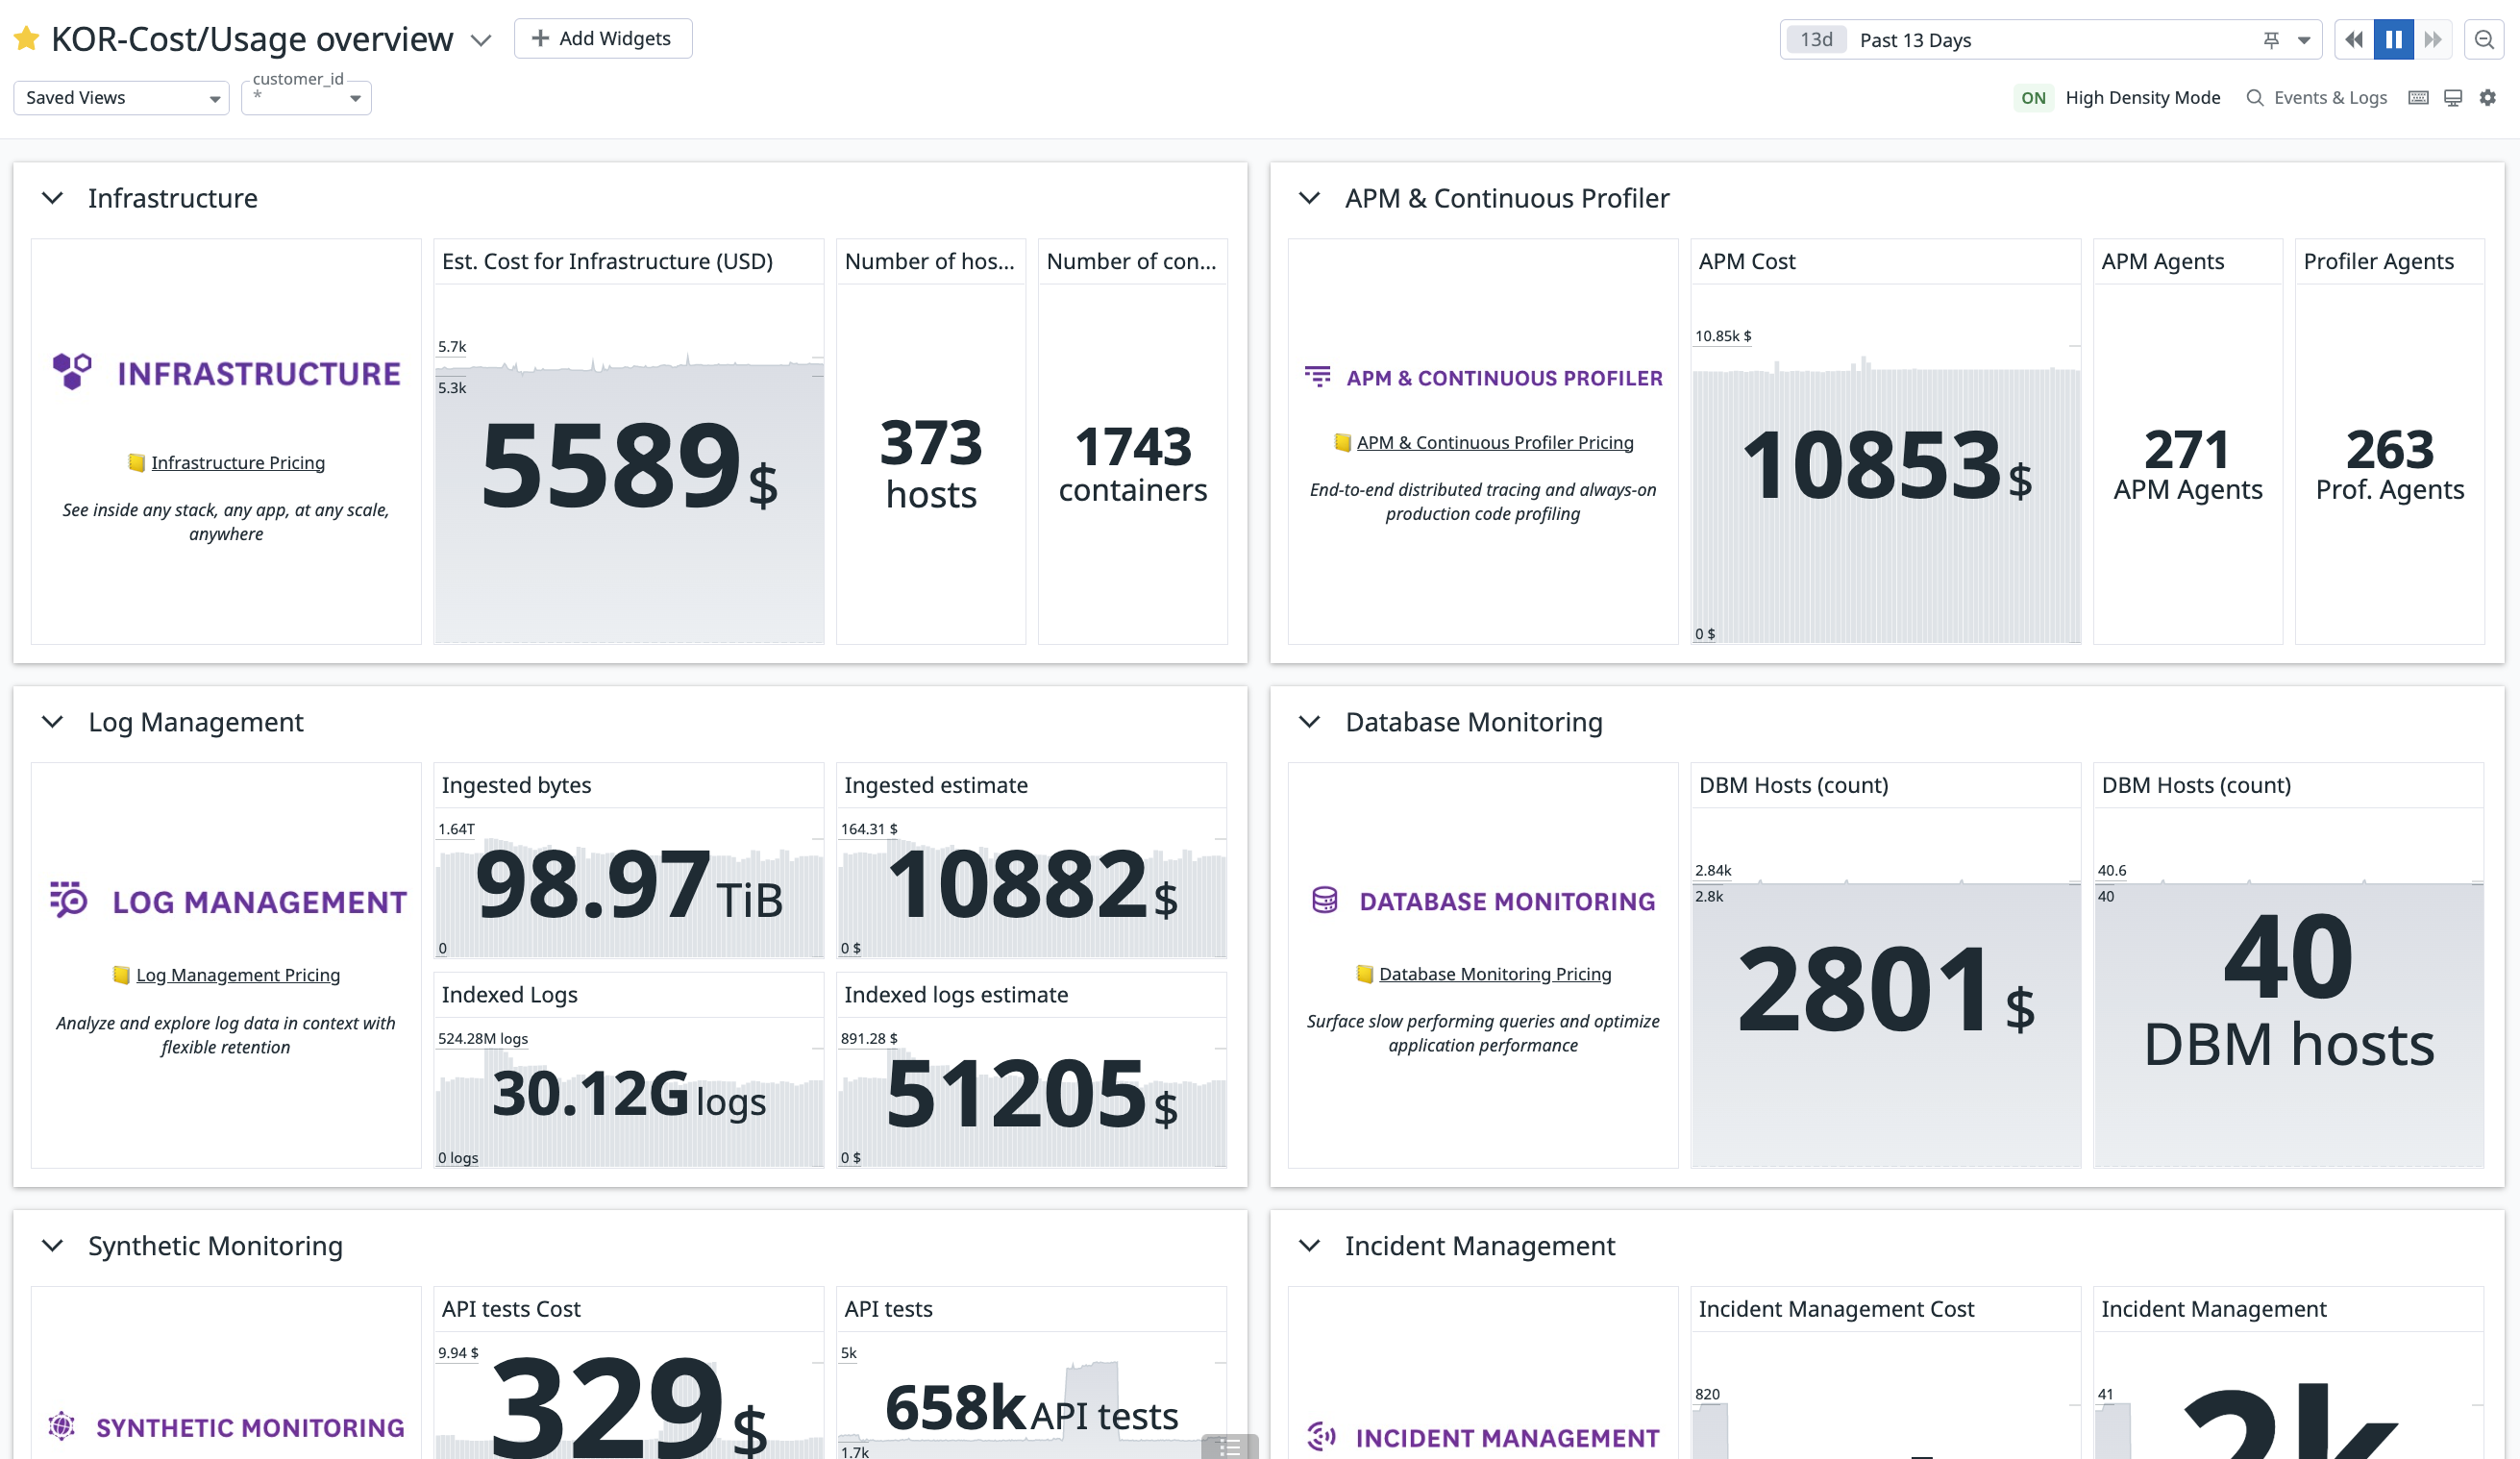 KOR-Cost/Usage overview
Add Widgets
13d Past 13 Days
Saved Views
customer_id
*
ON High Density Mode
Events & Logs
Infrastructure
INFRASTRUCTURE
Infrastructure Pricing
See inside any stack, any app, at any scale,
anywhere
Est. Cost for Infrastructure (USD)
5.7k
5.3k
5589 $
Number of hos...
373
hosts
Number of con...
1743
containers
APM & Continuous Profiler
APM & CONTINUOUS PROFILER
APM & Continuous Profiler Pricing
End-to-end distributed tracing and always-on
production code profiling
APM Cost
10.85k $
10853 $
0 $
APM Agents
271
APM Agents
Profiler Agents
263
Prof. Agents
Log Management
LOG MANAGEMENT
Log Management Pricing
Analyze and explore log data in context with
flexible retention
Ingested bytes
1.64T
98.97 TiB
0
Ingested estimate
164.31 $
10882 $
0 $
Indexed Logs
524.28M logs
30.12G logs
0 logs
Indexed logs estimate
891.28 $
51205 $
0 $
Database Monitoring
DATABASE MONITORING
Database Monitoring Pricing
Surface slow performing queries and optimize
application performance
DBM Hosts (count)
2.84k
2.8k
2801 $
DBM Hosts (count)
40.6
40
40
DBM hosts
Synthetic Monitoring
SYNTHETIC MONITORING
API tests Cost
9.94 $
329 $
API tests
5k
658k API tests
1.7k
Incident Management
INCIDENT MANAGEMENT
Incident Management Cost
820
Incident Management
41
2k